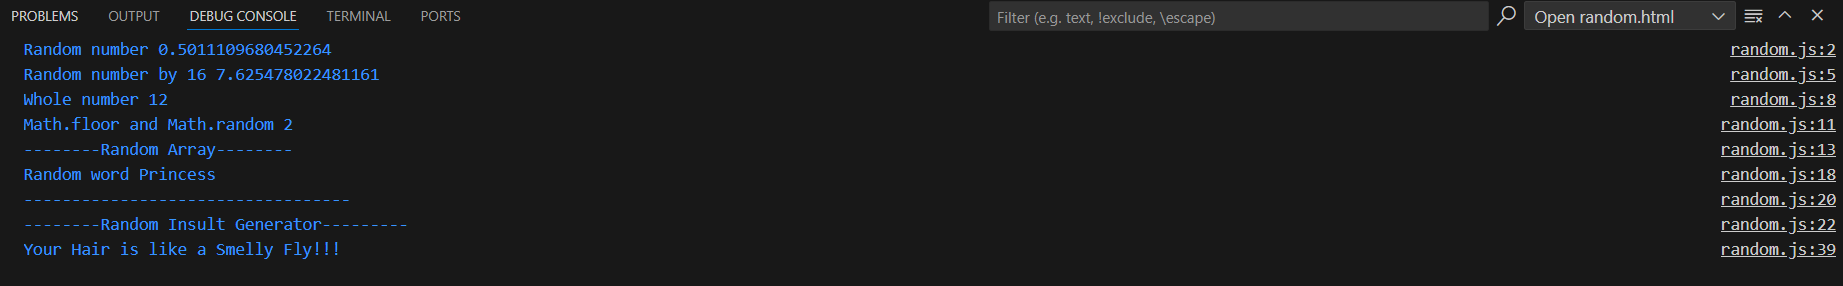 PROBLEMS OUTPUT DEBUG CONSOLE TERMINAL PORTS Filter (e.g. text, !exclude, \escape) Open random.html
Random number 0.5011109680452264 random.js:2
Random number by 16 7.625478022481161 random.js:5
Whole number 12 random.js:8
Math.floor and Math.random 2 random.js:11
--------Random Array-------- random.js:13
Random word Princess random.js:18
---------------------------------- random.js:20
--------Random Insult Generator--------- random.js:22
Your Hair is like a Smelly Fly!!! random.js:39